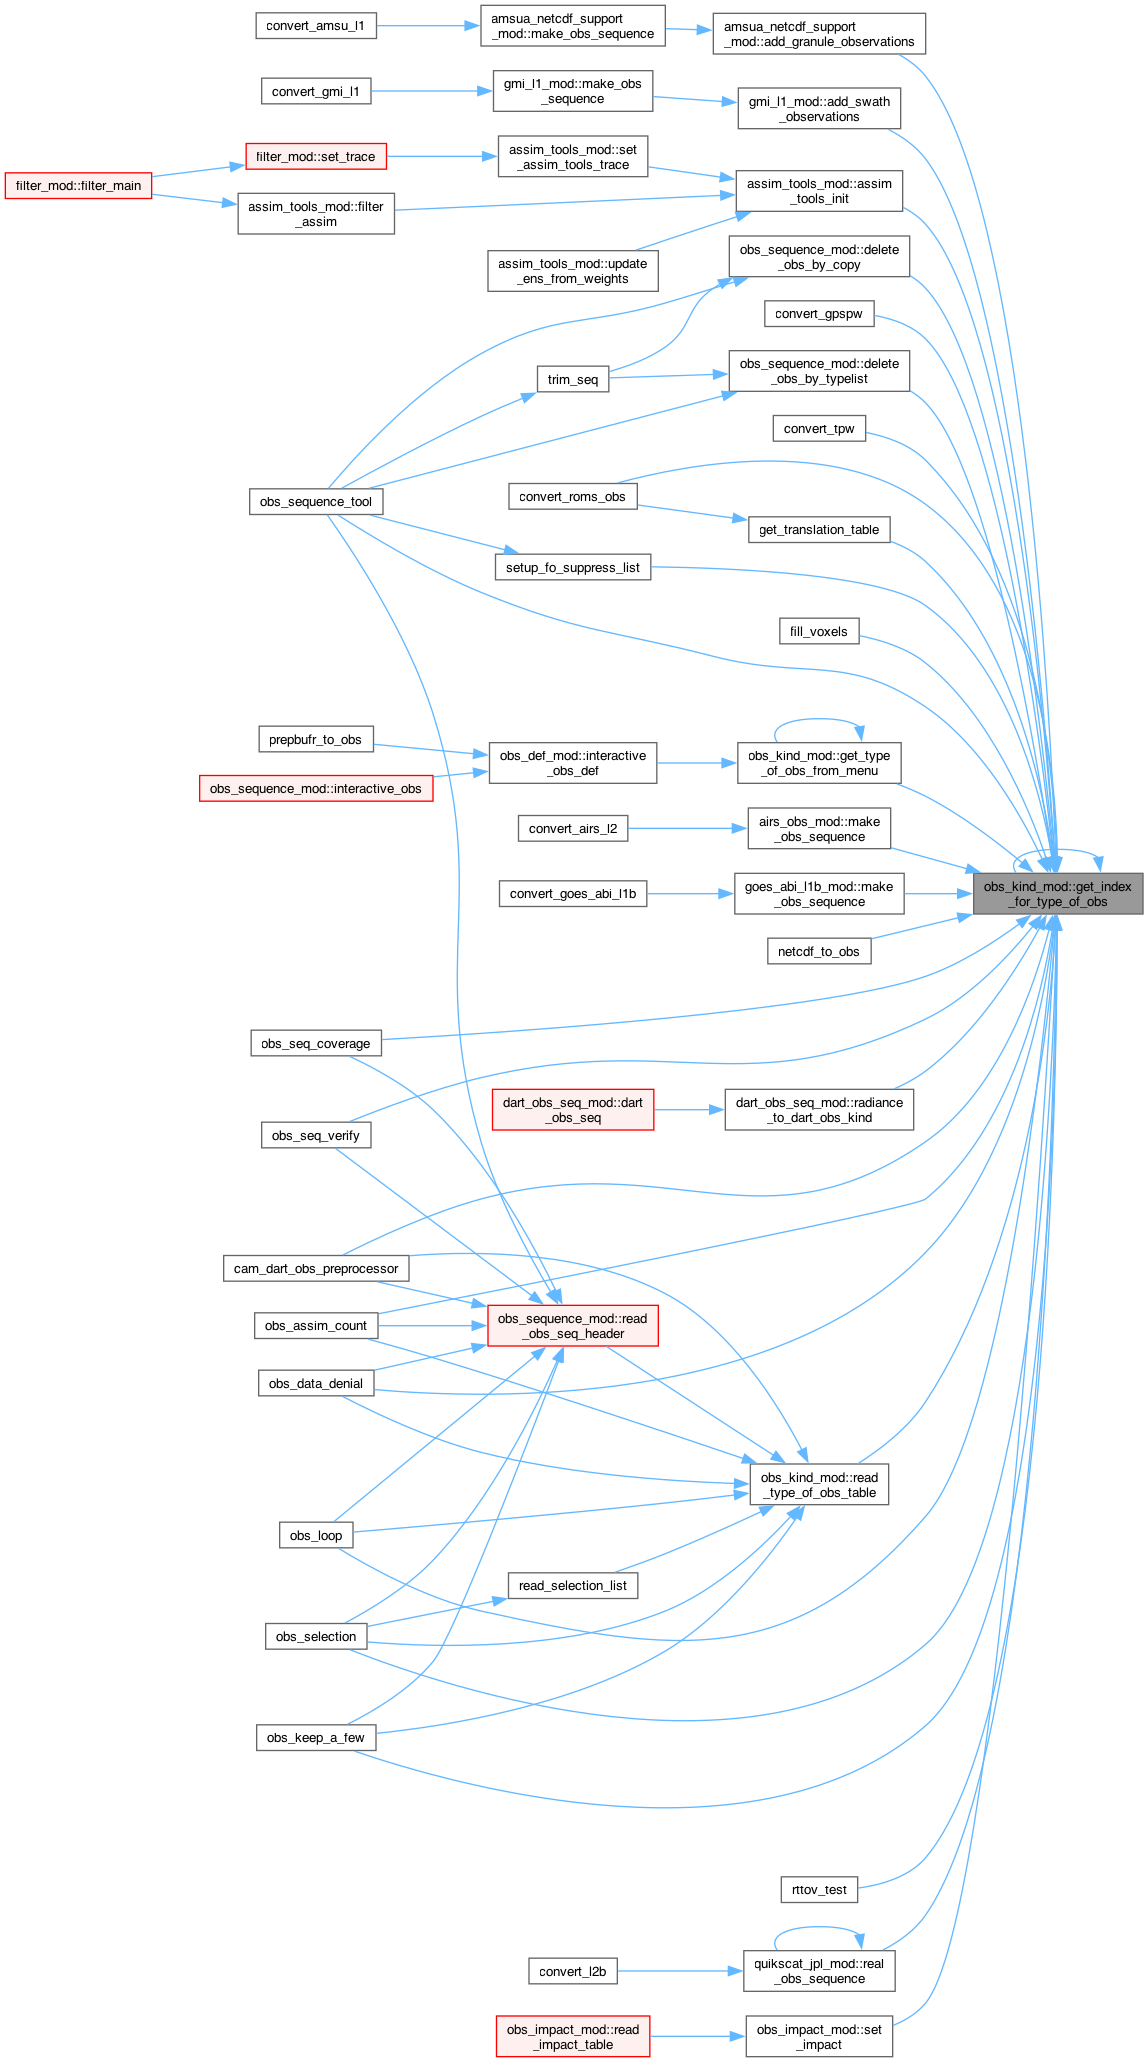 convert_amsu_l1
amsua_netcdf_support
_mod::make_obs_sequence
amsua_netcdf_support
_mod::add_granule_observations
convert_gmi_l1
gmi_l1_mod::make_obs
_sequence
gmi_l1_mod::add_swath
_observations
filter_mod::filter_main
filter_mod::set_trace
assim_tools_mod::set
_assim_tools_trace
assim_tools_mod::assim
_tools_init
assim_tools_mod::filter
_assim
assim_tools_mod::update
_ens_from_weights
obs_sequence_mod::delete
_obs_by_copy
convert_gpspw
trim_seq
obs_sequence_mod::delete
_obs_by_typelist
convert_tpw
obs_sequence_tool
convert_roms_obs
get_translation_table
setup_fo_suppress_list
fill_voxels
prepbufr_to_obs
obs_def_mod::interactive
_obs_def
obs_kind_mod::get_type
_of_obs_from_menu
obs_sequence_mod::interactive_obs
convert_airs_l2
airs_obs_mod::make
_obs_sequence
convert_goes_abi_l1b
goes_abi_l1b_mod::make
_obs_sequence
obs_kind_mod::get_index
_for_type_of_obs
netcdf_to_obs
obs_seq_coverage
obs_seq_verify
dart_obs_seq_mod::dart
_obs_seq
dart_obs_seq_mod::radiance
_to_dart_obs_kind
cam_dart_obs_preprocessor
obs_assim_count
obs_sequence_mod::read
_obs_seq_header
obs_data_denial
obs_kind_mod::read
_type_of_obs_table
obs_loop
read_selection_list
obs_selection
obs_keep_a_few
rttov_test
convert_l2b
quikscat_jpl_mod::real
_obs_sequence
obs_impact_mod::read
_impact_table
obs_impact_mod::set
_impact